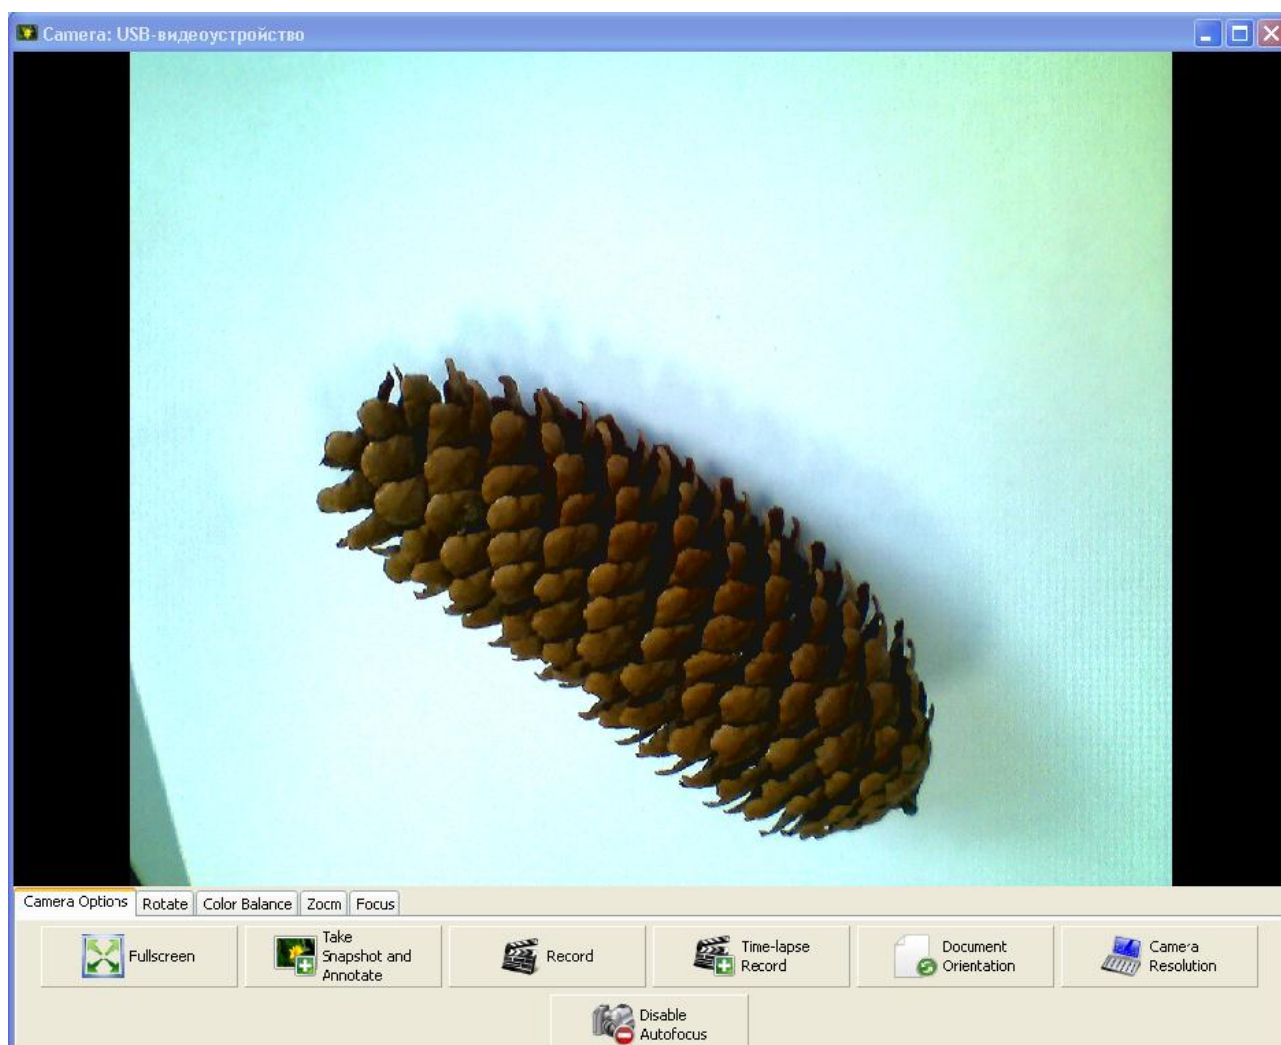 Camera: USB-видеоустройство
Camera Options Rotate Color Balance Zoom Focus
Fullscreen
Take
Snapshot and
Annotate
Record
Time-lapse
Record
Document
Orientation
Camera
Resolution
Disable
Autofocus